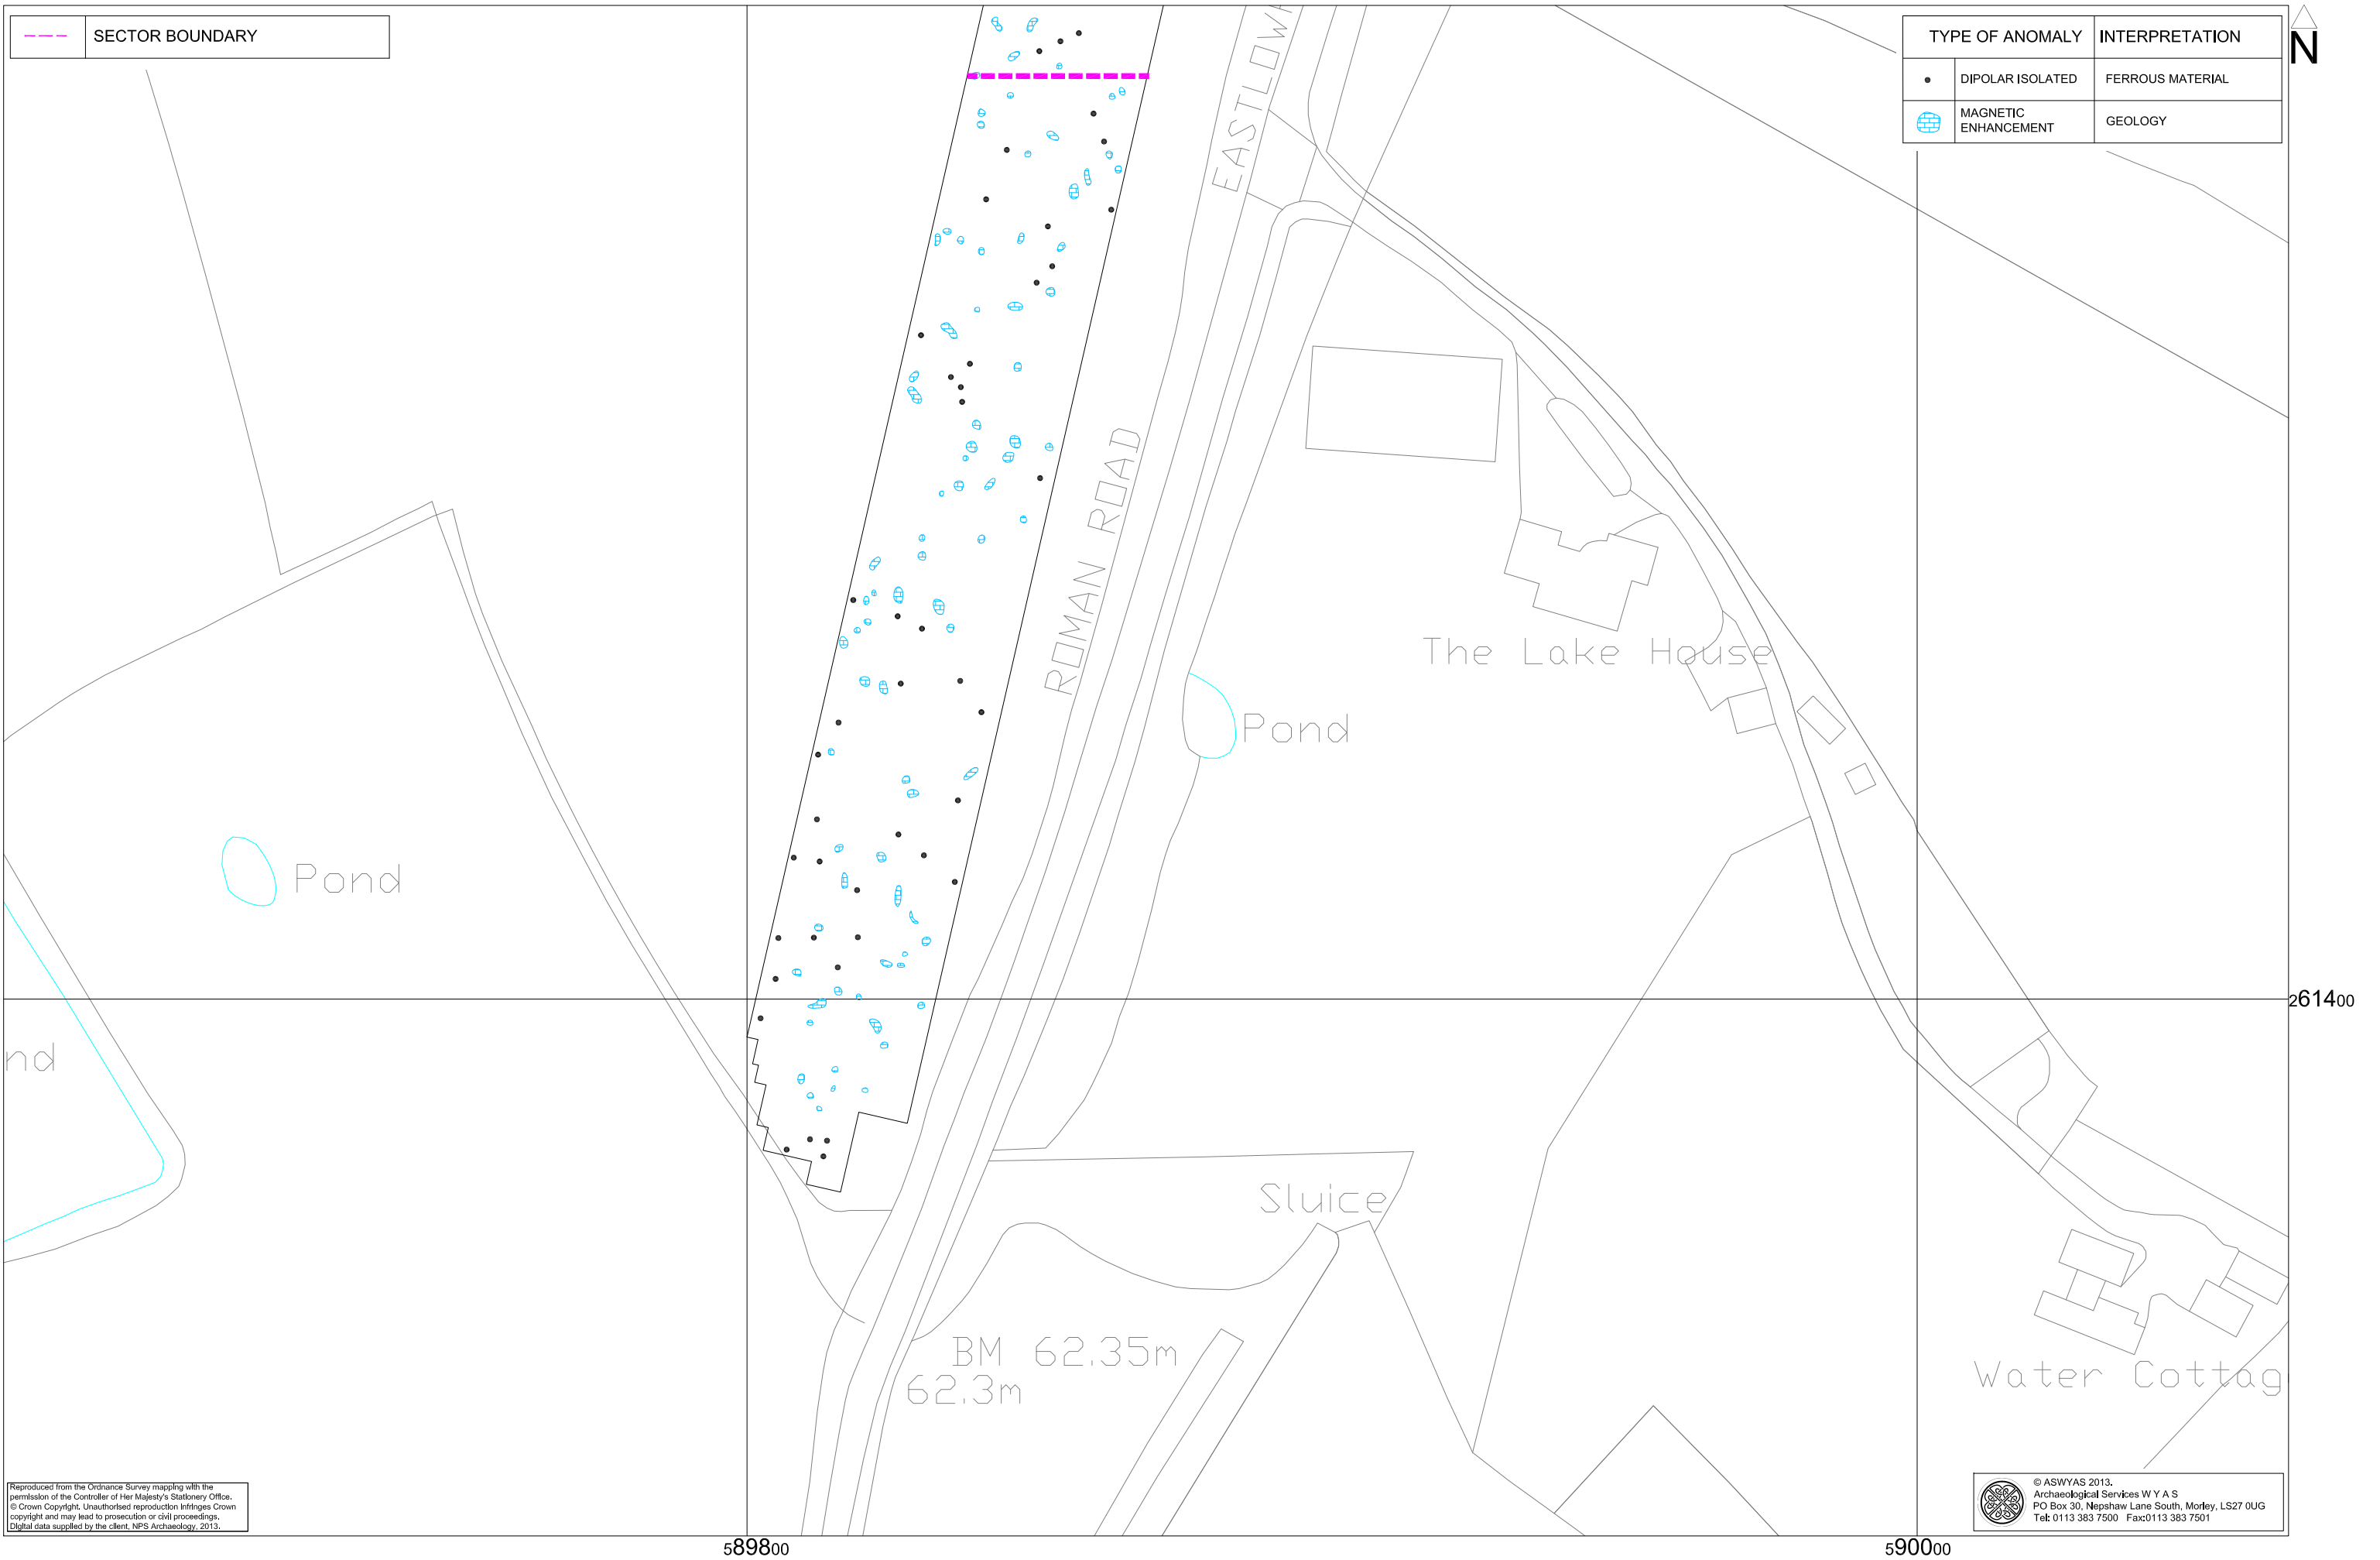 SECTOR BOUNDARY
TYPE OF ANOMALY INTERPRETATION
DIPOLAR ISOLATED FERROUS MATERIAL
MAGNETIC
ENHANCEMENT
GEOLOGY
N
ROMAN ROAD
The Lake House
Pond
Pond
261400
Sluice
BM 62.35m
62.3m
Reproduced from the Ordnance Survey mapping with the
permission of the Controller of Her Majesty's Stationery Office.
© Crown Copyright. Unauthorised reproduction infringes Crown
copyright and may lead to prosecution or civil proceedings.
Digital data supplied by the client, NPS Archaeology, 2013.
Water Cottag
© ASWYAS 2013.
Archaeological Services W Y A S
PO Box 30, Nepshaw Lane South, Morley, LS27 0UG
Tel: 0113 383 7500 Fax:0113 383 7501
589800
590000